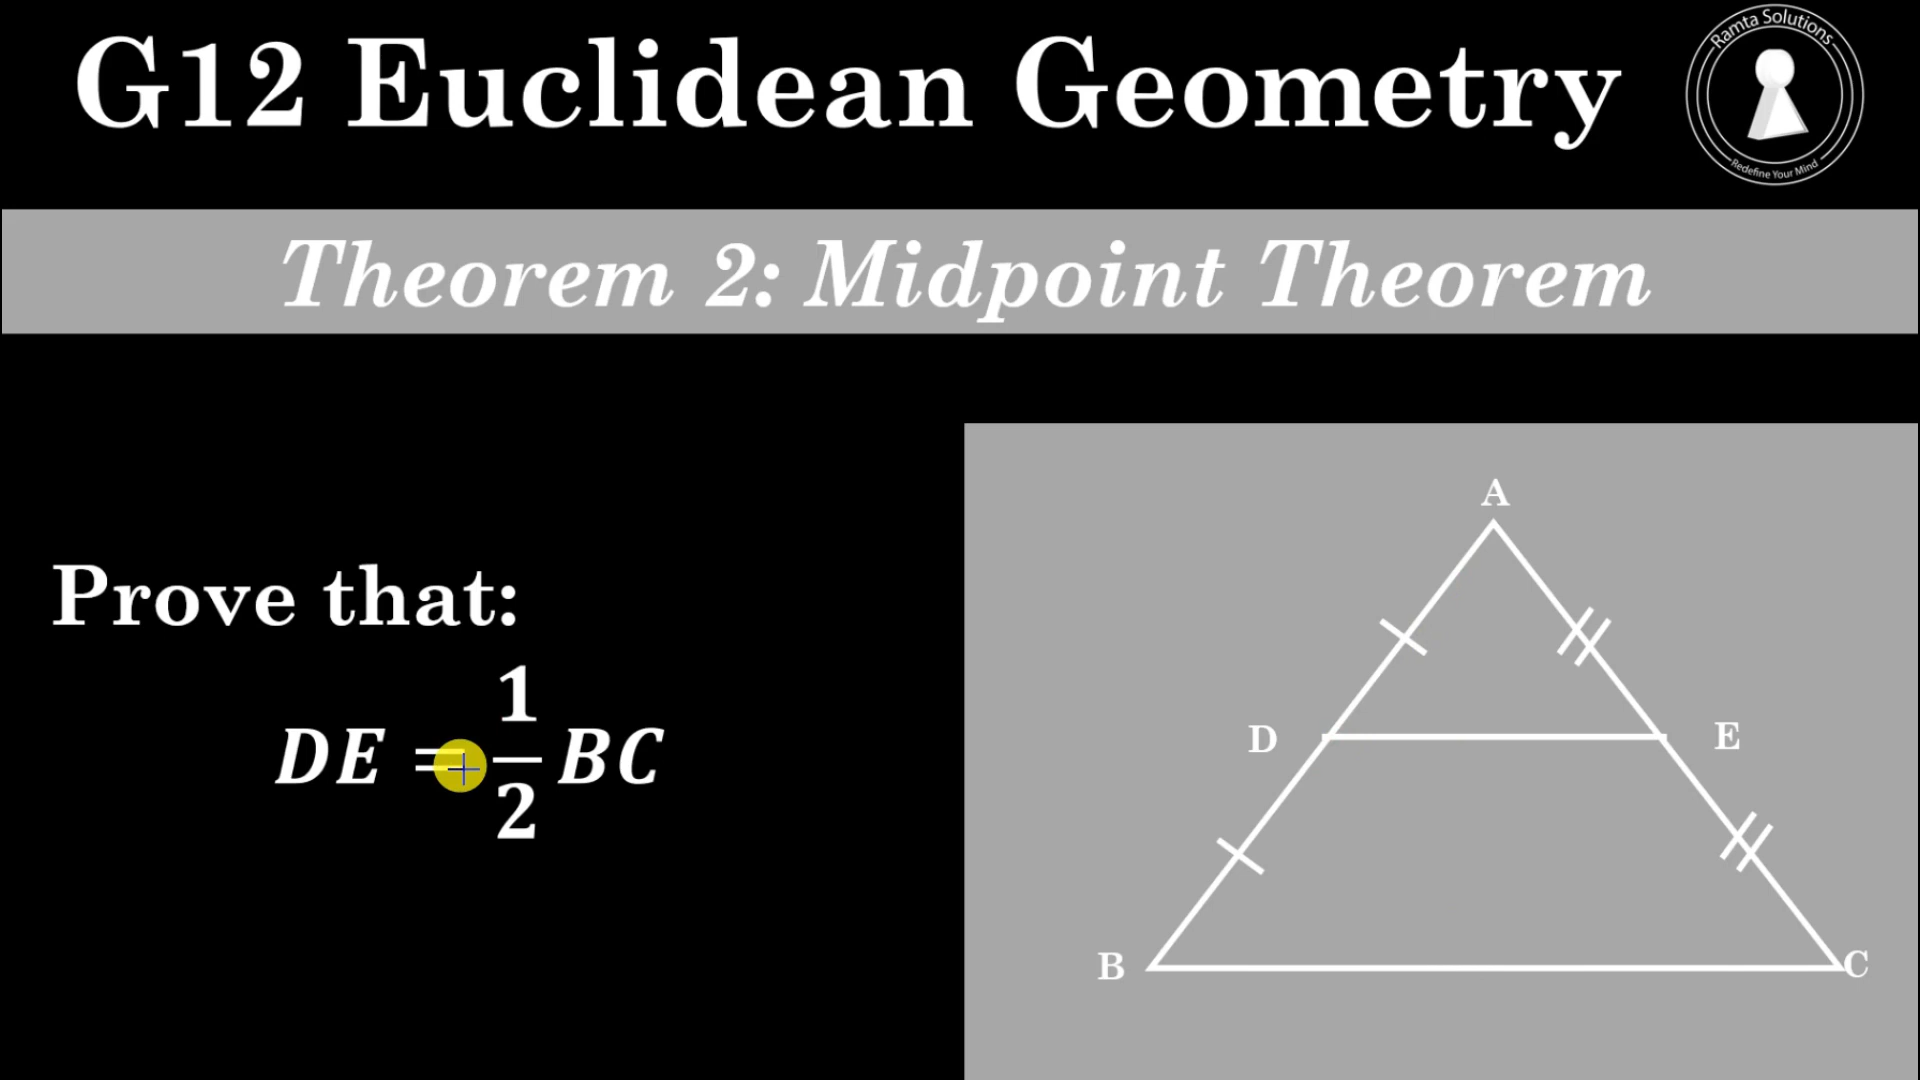 G12 Euclidean Geometry
Ramta Solutions
Redefine Your Mind
Theorem 2: Midpoint Theorem
Prove that:
DE = 1/2 BC
A
D
E
B
C